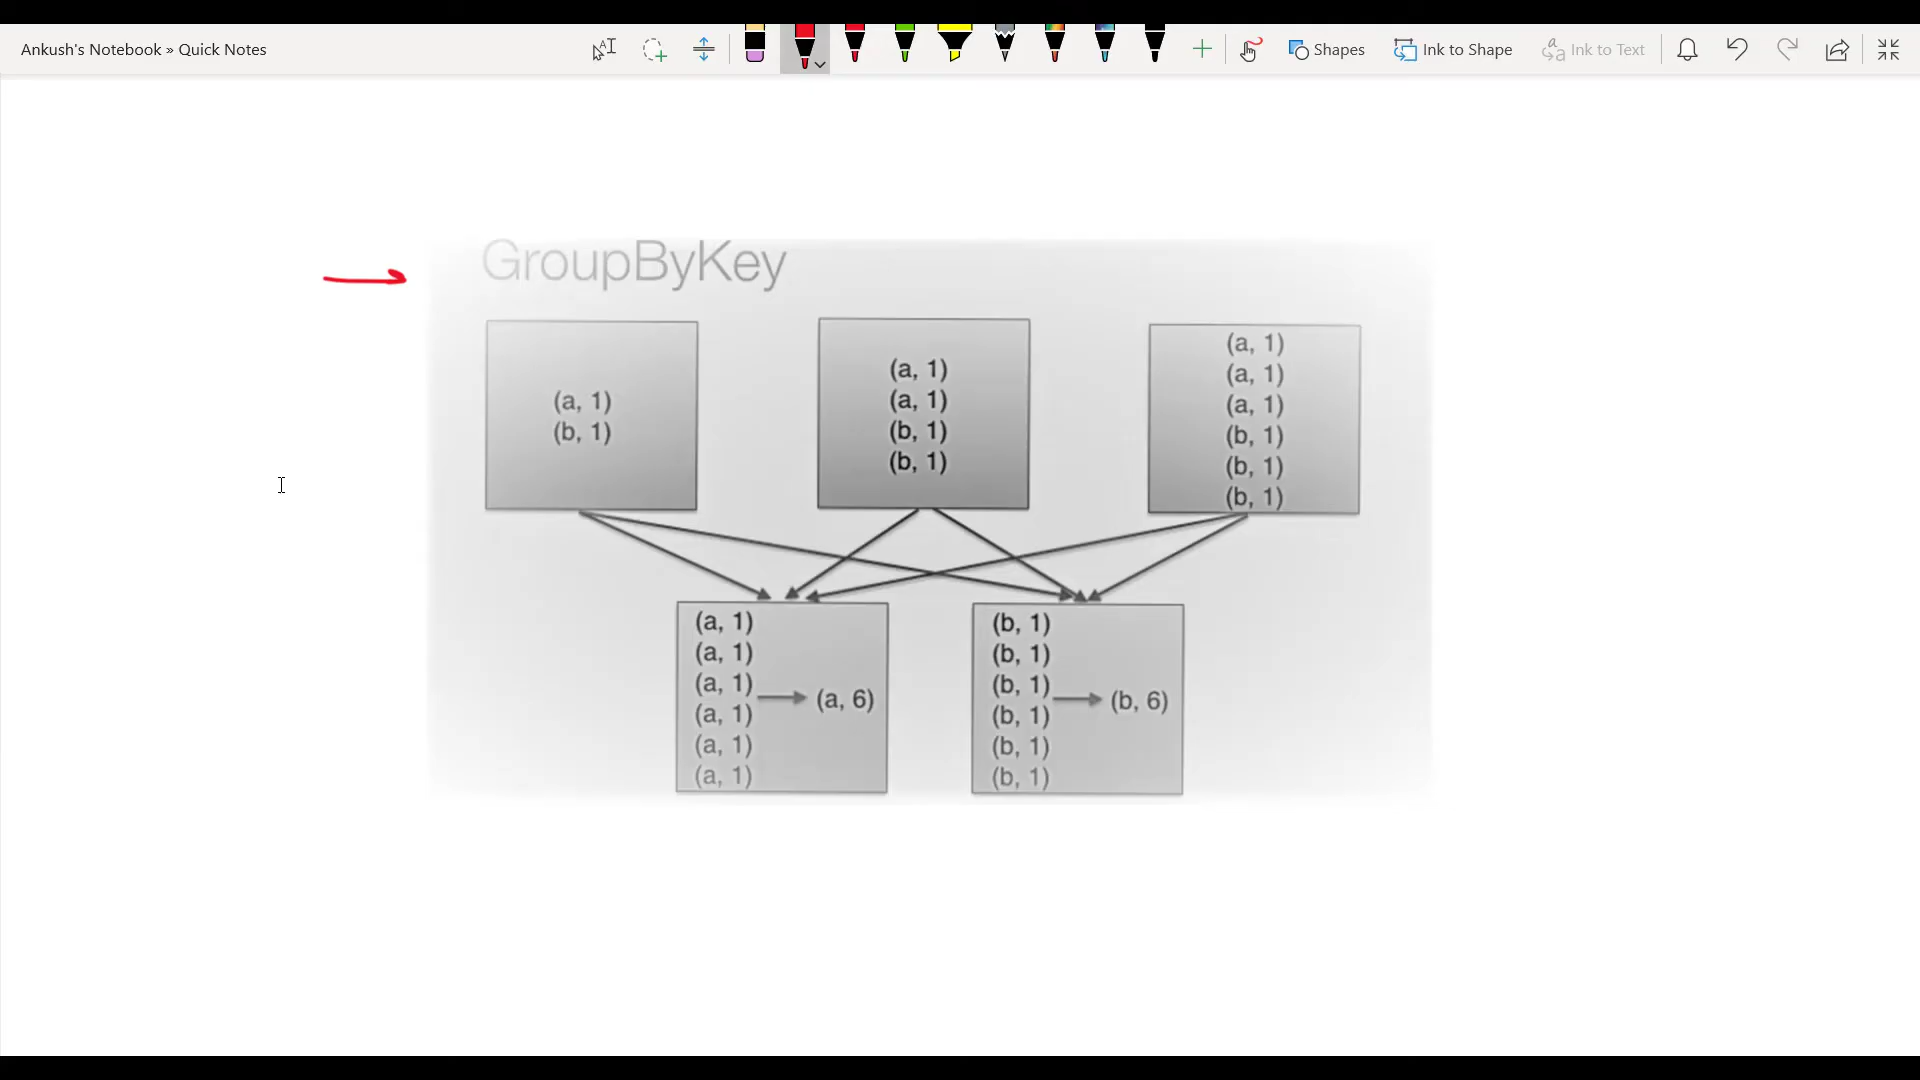 Ankush's Notebook » Quick Notes
Shapes
Ink to Shape
Ink to Text
GroupByKey
(a, 1)
(b, 1)
(a, 1)
(a, 1)
(b, 1)
(b, 1)
(a, 1)
(a, 1)
(a, 1)
(b, 1)
(b, 1)
(b, 1)
(a, 1)
(a, 1)
(a, 1)
(a, 1)
(a, 1)
(a, 1)
(a, 6)
(b, 1)
(b, 1)
(b, 1)
(b, 1)
(b, 1)
(b, 1)
(b, 6)